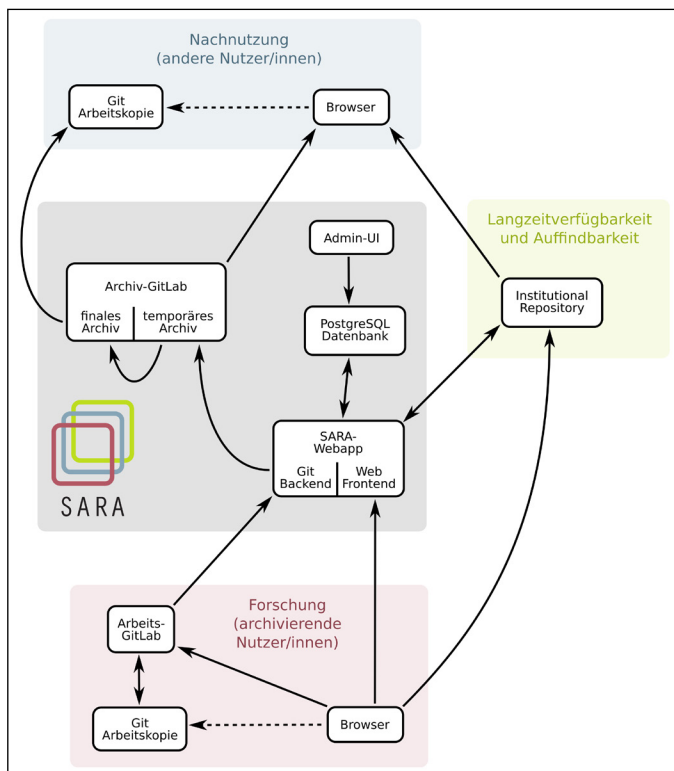 Nachnutzung
(andere Nutzer/innen)
Git
Arbeitskopie
Browser
Langzeitverfügbarkeit
und Auffindbarkeit
Admin-UI
Archiv-GitLab
finales
Archiv
temporäres
Archiv
PostgreSQL
Datenbank
Institutional
Repository
SARA-
Webapp
Git
Backend
Web
Frontend
SARA
Forschung
(archivierende
Nutzer/innen)
Arbeits-
GitLab
Git
Arbeitskopie
Browser